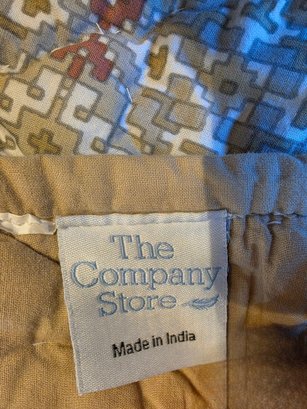 The
Company
Store
Made in India